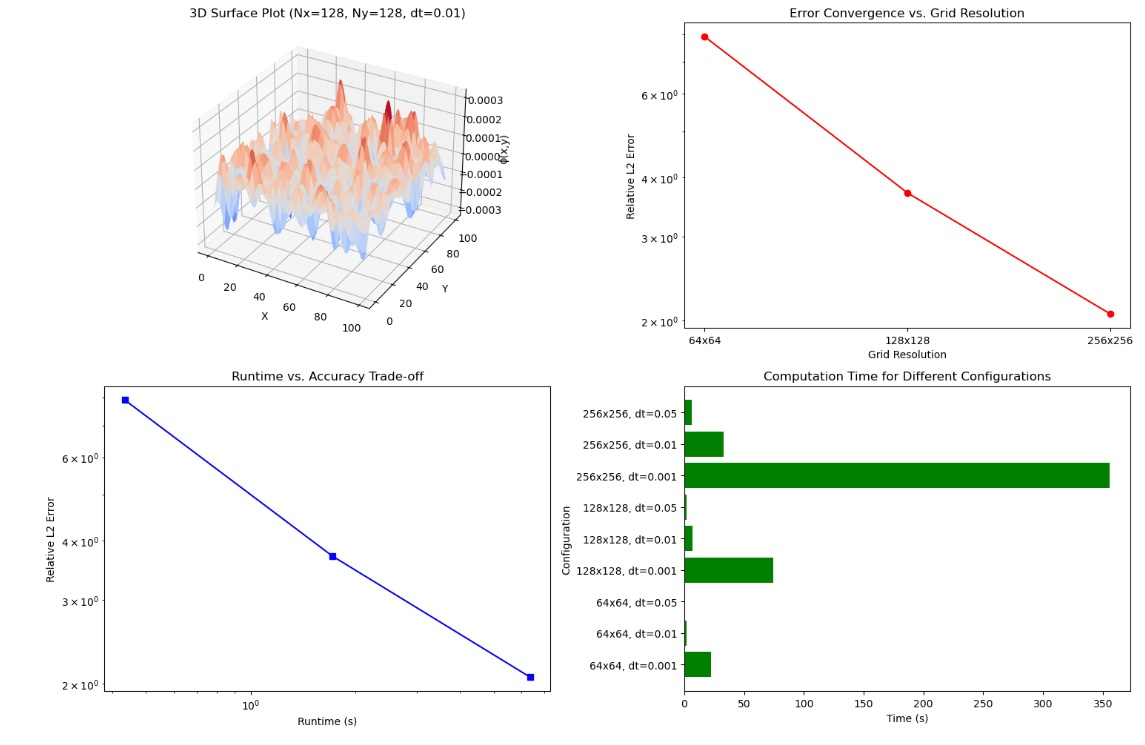 3D Surface Plot (Nx=128, Ny=128, dt=0.01)
0.0003
0.0002
0.0001
0.0000
−0.0001
−0.0002
−0.0003
ϕ(x,y)
0
20
40
60
80
100
X
0
20
40
60
80
100
Y
Error Convergence vs. Grid Resolution
6 × 10⁰
4 × 10⁰
3 × 10⁰
2 × 10⁰
Relative L2 Error
64x64
128x128
256x256
Grid Resolution
Runtime vs. Accuracy Trade-off
6 × 10⁰
4 × 10⁰
3 × 10⁰
2 × 10⁰
Relative L2 Error
10⁰
Runtime (s)
Computation Time for Different Configurations
256x256, dt=0.05
256x256, dt=0.01
256x256, dt=0.001
128x128, dt=0.05
128x128, dt=0.01
128x128, dt=0.001
64x64, dt=0.05
64x64, dt=0.01
64x64, dt=0.001
Configuration
0 50 100 150 200 250 300 350
Time (s)